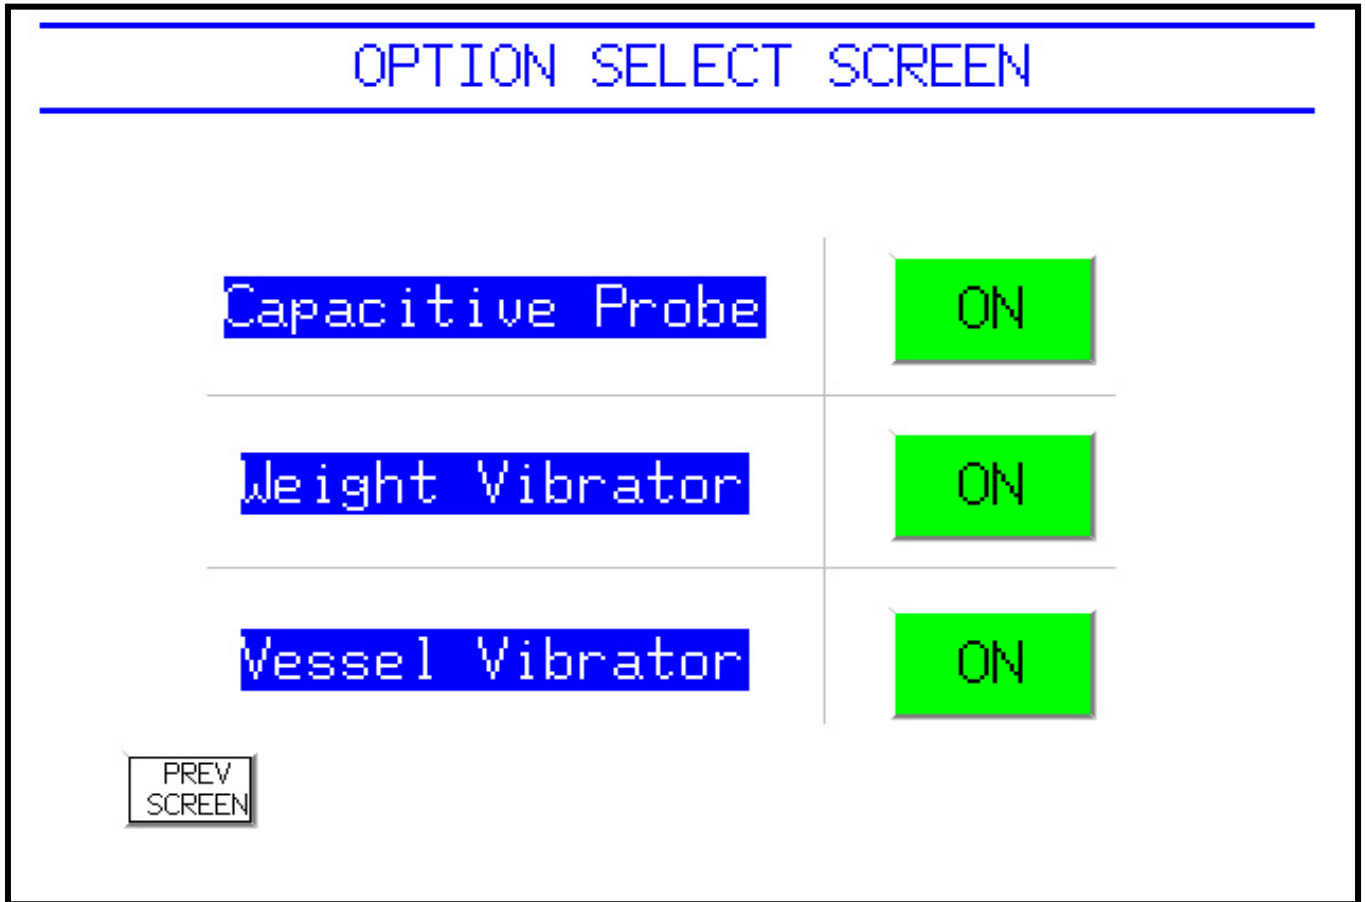 OPTION SELECT SCREEN
Capacitive Probe
ON
Weight Vibrator
ON
Vessel Vibrator
ON
PREV
SCREEN